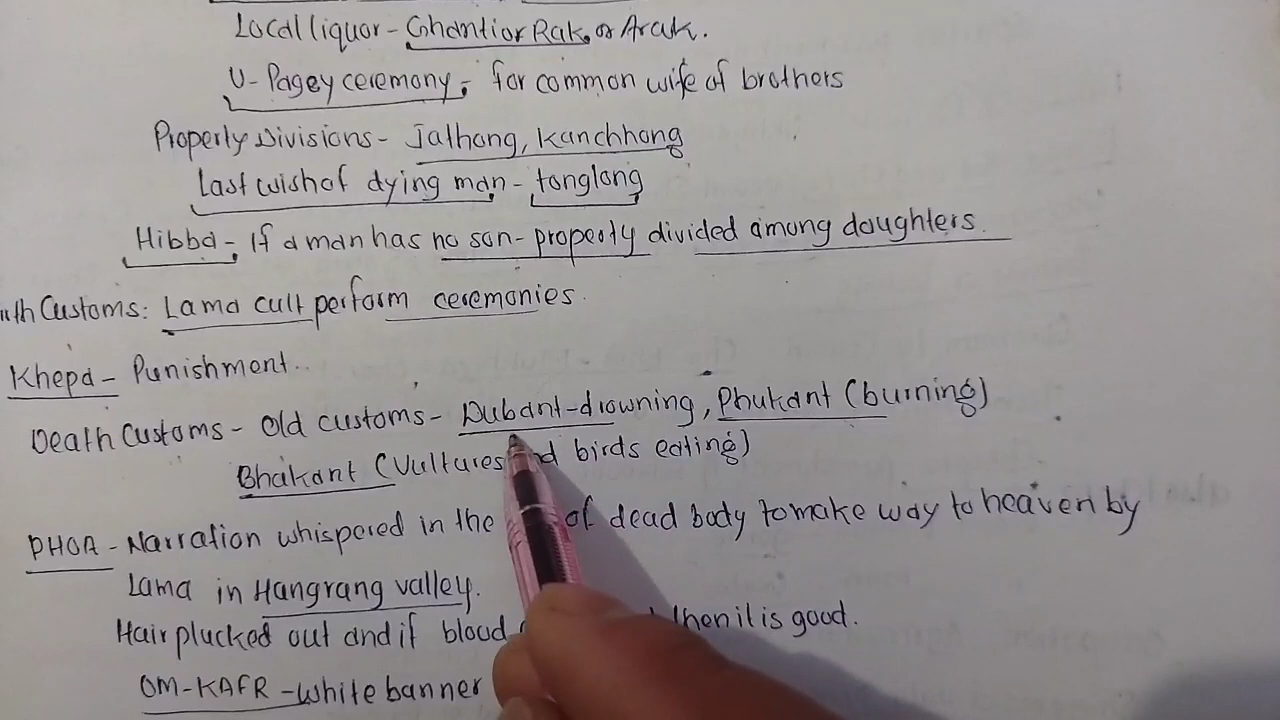 Local liquor - Ghantior Rak, or Arak.
U- Pagey ceremony - for common wife of brothers
Property Divisions - Jathang, Kanchhong
Last wish of dying man - tonglong
Hibba - If a man has no son - property divided among daughters.
Customs: Lama cult perform ceremonies.
Khepa - Punishment..
Death Customs - Old customs - Dubant - drowning, Phukant (burning)
Bhakant (Vultures birds eating)
PHOA - Narration whispered in the of dead body to make way to heaven by
Lama in Hangrang valley.
Hair plucked out and if blood then it is good.
OM-KAFR - white banner